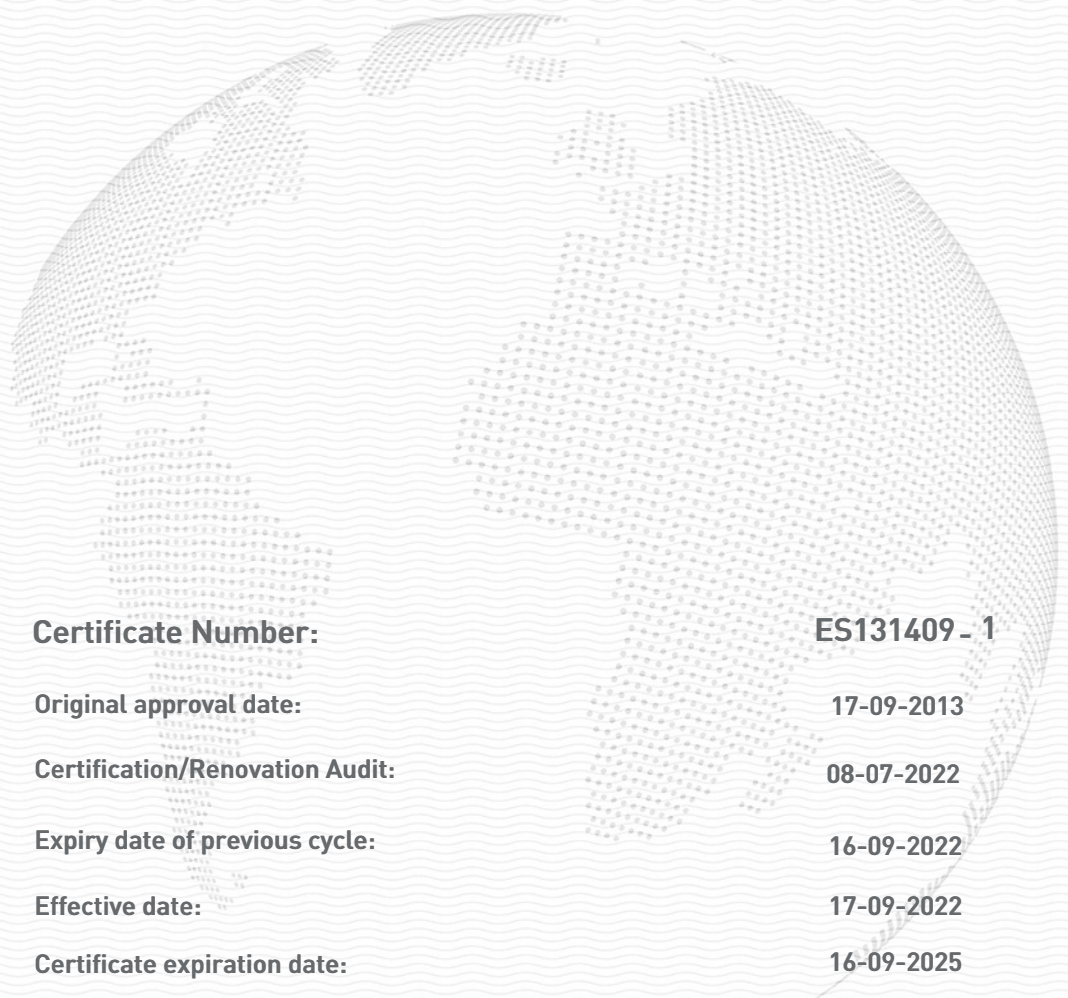 Certificate Number: ES131409- 1
Original approval date: 17-09-2013
Certification/Renovation Audit: 08-07-2022
Expiry date of previous cycle: 16-09-2022
Effective date: 17-09-2022
Certificate expiration date: 16-09-2025